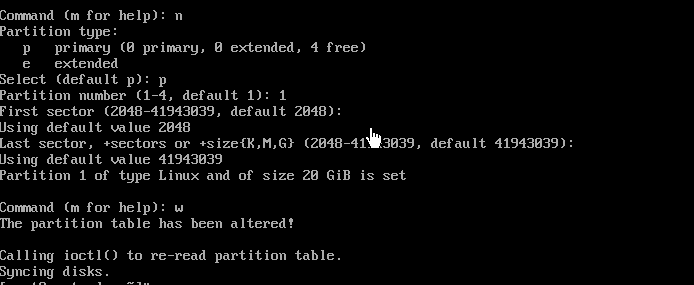 Command (m for help): n
Partition type:
p primary (0 primary, 0 extended, 4 free)
e extended
Select (default p): p
Partition number (1-4, default 1): 1
First sector (2048-41943039, default 2048):
Using default value 2048
Last sector, +sectors or +size{K,M,G} (2048-41943039, default 41943039):
Using default value 41943039
Partition 1 of type Linux and of size 20 GiB is set
Command (m for help): w
The partition table has been altered!
Calling ioctl() to re-read partition table.
Syncing disks.